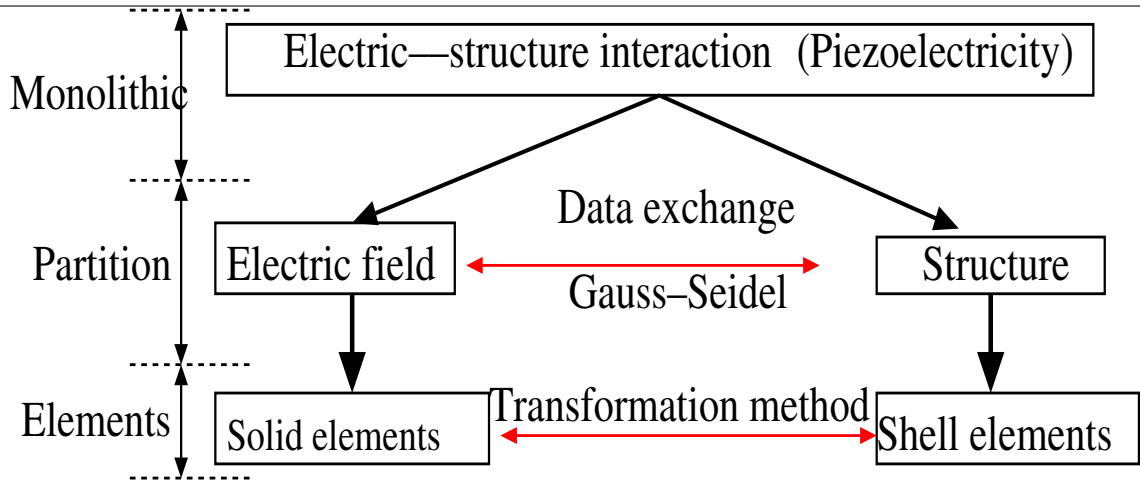 Electric—structure interaction (Piezoelectricity)
Monolithic
Data exchange
Partition
Electric field
Structure
Gauss–Seidel
Transformation method
Elements
Solid elements
Shell elements